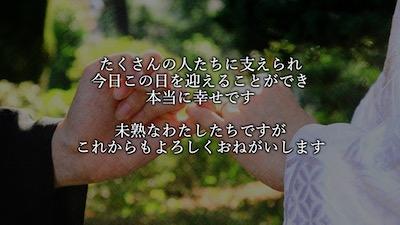 たくさんの人たちに支えられ
今日この日を迎えることができ
本当に幸せです
未熟なわたしたちですが
これからもよろしくおねがいします